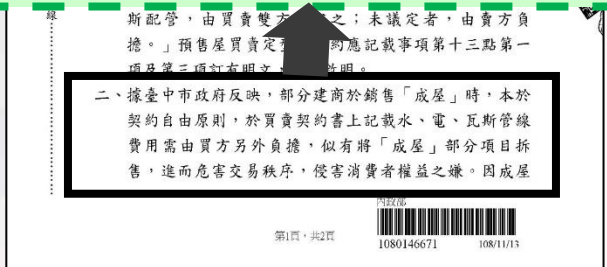 線
斯配管，由買賣雙方
之；未議定者，由賣方負
擔。」預售屋買賣定
約應記載事項第十三點第一
項及第三項訂有明文
明。
二、據臺中市政府反映，部分建商於銷售「成屋」時，本於
契約自由原則，於買賣契約書上記載水、電、瓦斯管線
費用需由買方另外負擔，似有將「成屋」部分項目拆
售，進而危害交易秩序，侵害消費者權益之嫌。因成屋
內政部
第1頁，共2頁
1080146671
108/11/13